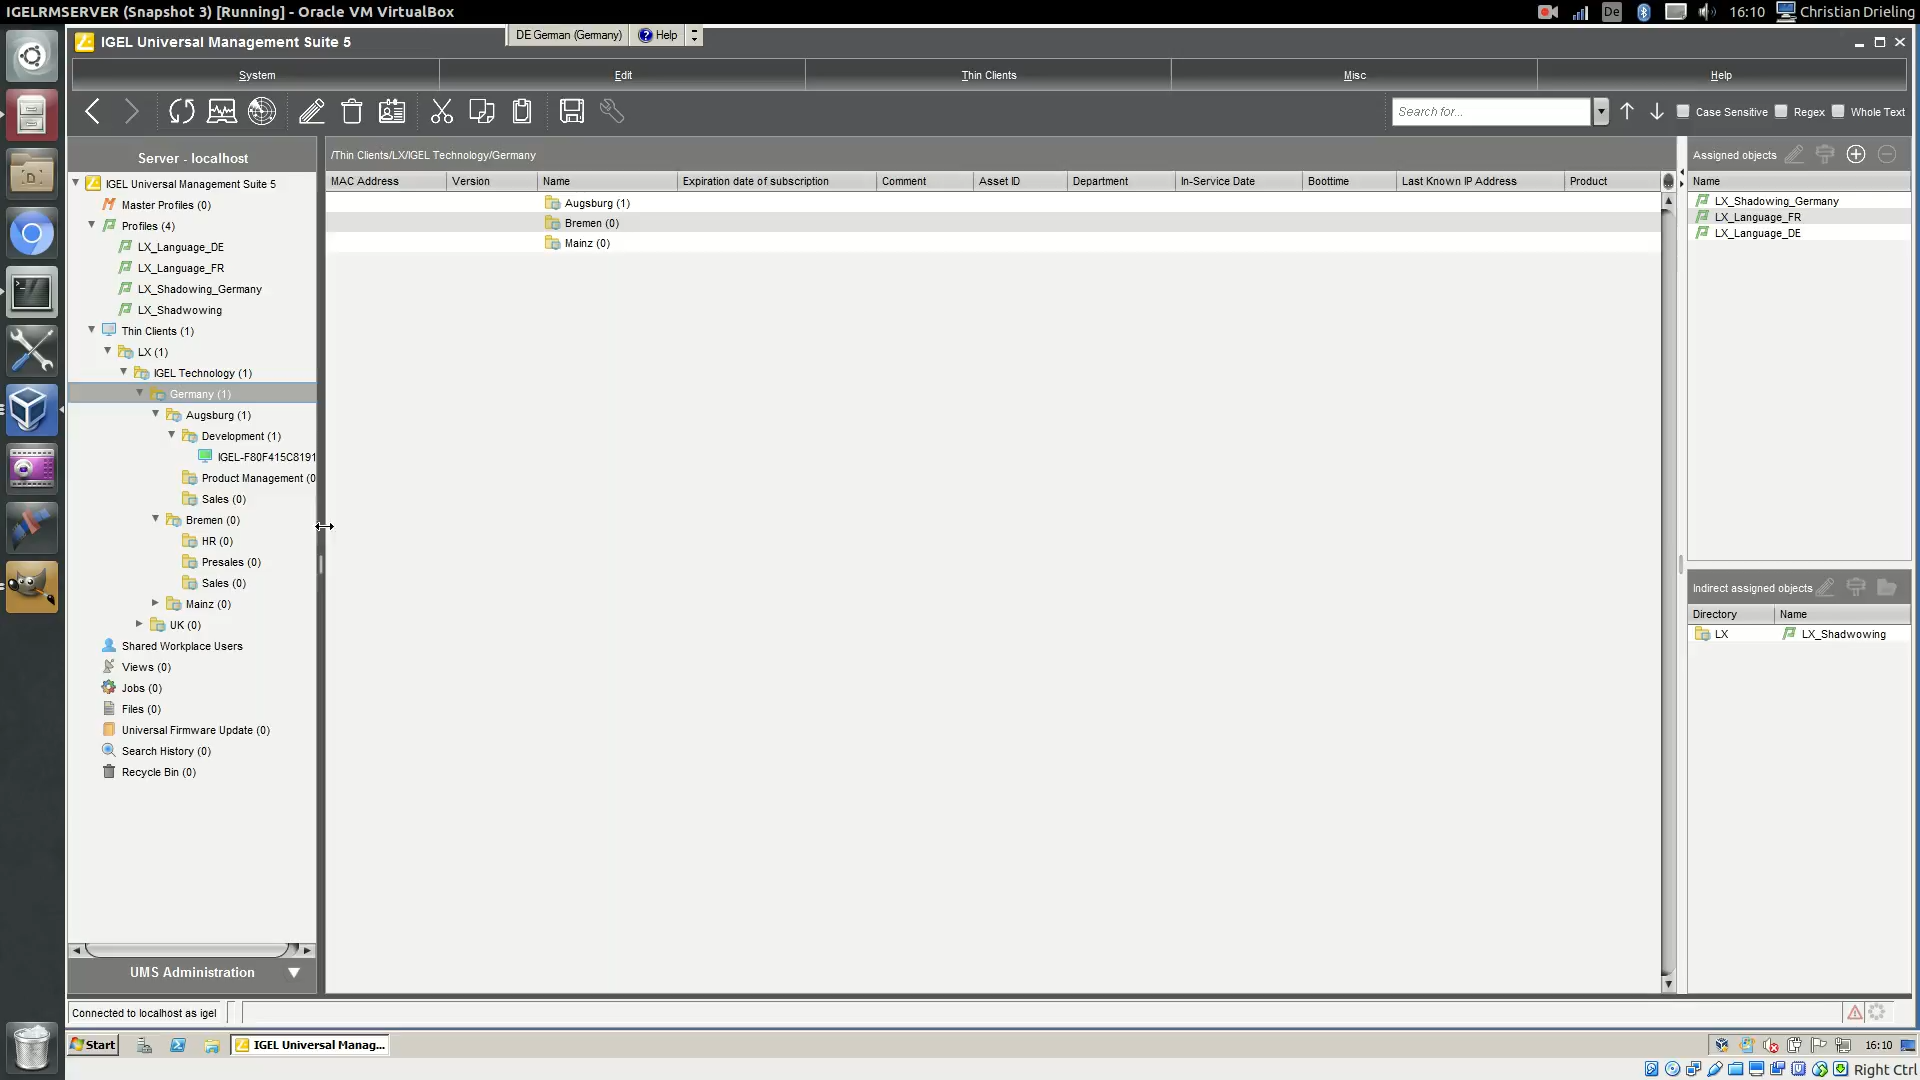 IGELRMSERVER (Snapshot 3) [Running] - Oracle VM VirtualBox
De
16:10
Christian Drieling
IGEL Universal Management Suite 5
DE German (Germany)
Help
System
Edit
Thin Clients
Misc
Help
Search for...
Case Sensitive
Regex
Whole Text
Server - localhost
IGEL Universal Management Suite 5
Master Profiles (0)
Profiles (4)
LX_Language_DE
LX_Language_FR
LX_Shadowing_Germany
LX_Shadwowing
Thin Clients (1)
LX (1)
IGEL Technology (1)
Germany (1)
Augsburg (1)
Development (1)
IGEL-F80F415C8191
Product Management (0
Sales (0)
Bremen (0)
HR (0)
Presales (0)
Sales (0)
Mainz (0)
UK (0)
Shared Workplace Users
Views (0)
Jobs (0)
Files (0)
Universal Firmware Update (0)
Search History (0)
Recycle Bin (0)
UMS Administration
/Thin Clients/LX/IGEL Technology/Germany
MAC Address
Version
Name
Expiration date of subscription
Comment
Asset ID
Department
In-Service Date
Boottime
Last Known IP Address
Product
Augsburg (1)
Bremen (0)
Mainz (0)
Assigned objects
Name
LX_Shadowing_Germany
LX_Language_FR
LX_Language_DE
Indirect assigned objects
Directory
Name
LX
LX_Shadwowing
Connected to localhost as igel
Start
IGEL Universal Manag...
16:10
Right Ctrl